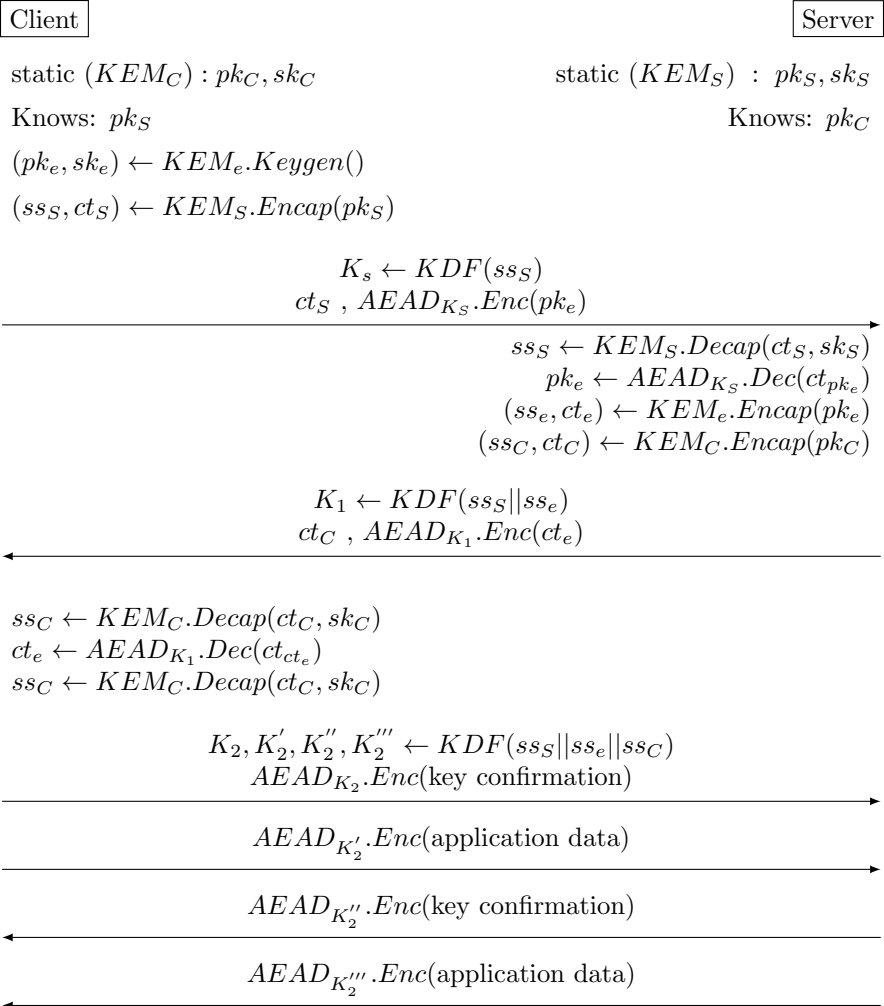 Client Server
static (KEM_C) : pk_C, sk_C static (KEM_S) : pk_S, sk_S
Knows: pk_S Knows: pk_C
(pk_e, sk_e) ← KEM_e.Keygen()
(ss_S, ct_S) ← KEM_S.Encap(pk_S)
K_s ← KDF(ss_S)
ct_S , AEAD_{K_S}.Enc(pk_e)
ss_S ← KEM_S.Decap(ct_S, sk_S)
pk_e ← AEAD_{K_S}.Dec(ct_{pk_e})
(ss_e, ct_e) ← KEM_e.Encap(pk_e)
(ss_C, ct_C) ← KEM_C.Encap(pk_C)
K_1 ← KDF(ss_S||ss_e)
ct_C , AEAD_{K_1}.Enc(ct_e)
ss_C ← KEM_C.Decap(ct_C, sk_C)
ct_e ← AEAD_{K_1}.Dec(ct_{ct_e})
ss_C ← KEM_C.Decap(ct_C, sk_C)
K_2, K_2^{'}, K_2^{''}, K_2^{'''} ← KDF(ss_S||ss_e||ss_C)
AEAD_{K_2}.Enc(key confirmation)
AEAD_{K_2^{'}}.Enc(application data)
AEAD_{K_2^{''}}.Enc(key confirmation)
AEAD_{K_2^{'''}}.Enc(application data)